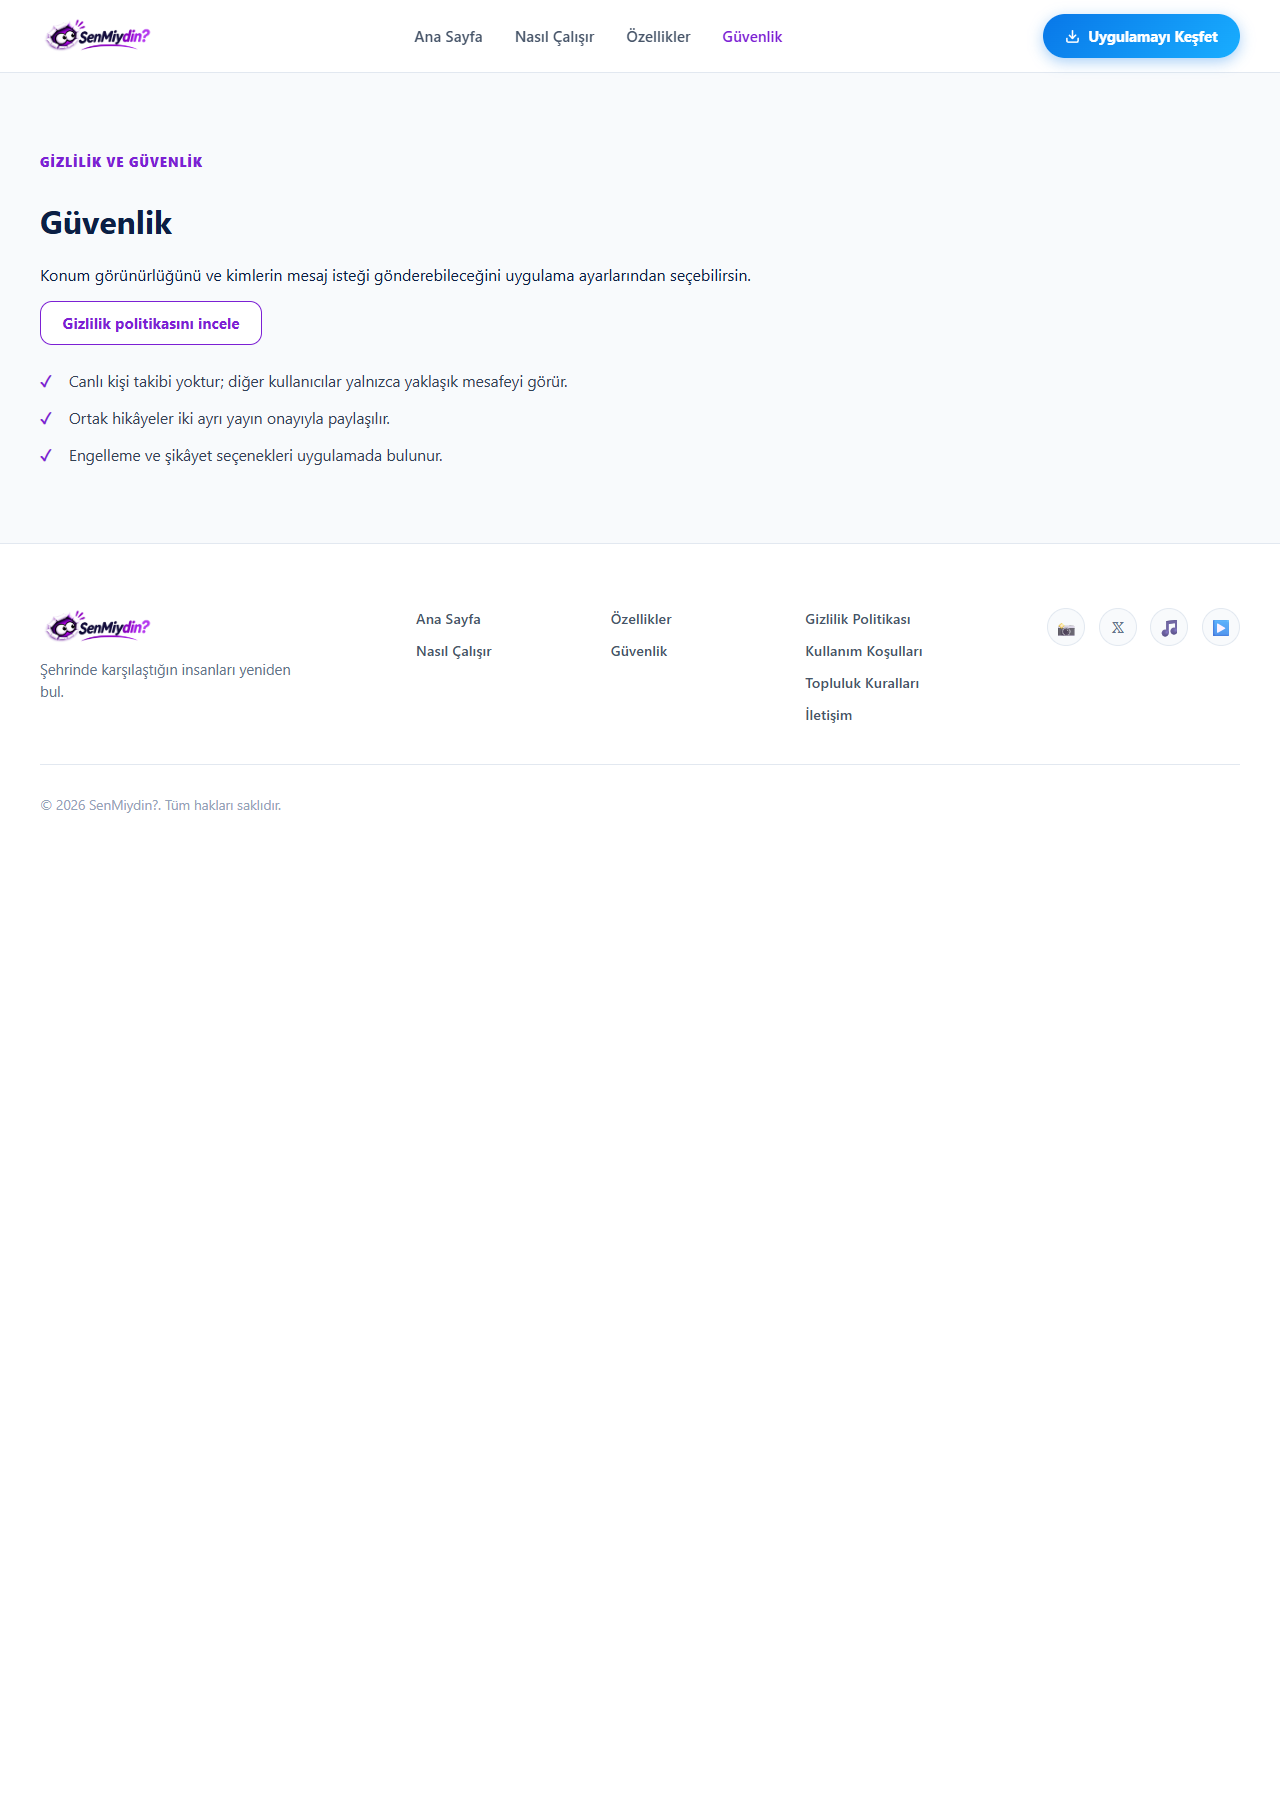 SenMiydin?
Ana Sayfa
Nasıl Çalışır
Özellikler
Güvenlik
Uygulamayı Keşfet
GİZLİLİK VE GÜVENLİK
Güvenlik
Konum görünürlüğünü ve kimlerin mesaj isteği gönderebileceğini uygulama ayarlarından seçebilirsin.
Gizlilik politikasını incele
✓ Canlı kişi takibi yoktur; diğer kullanıcılar yalnızca yaklaşık mesafeyi görür.
✓ Ortak hikâyeler iki ayrı yayın onayıyla paylaşılır.
✓ Engelleme ve şikâyet seçenekleri uygulamada bulunur.
SenMiydin?
Şehrinde karşılaştığın insanları yeniden
bul.
Ana Sayfa
Nasıl Çalışır
Özellikler
Güvenlik
Gizlilik Politikası
Kullanım Koşulları
Topluluk Kuralları
İletişim
𝕏
© 2026 SenMiydin?. Tüm hakları saklıdır.